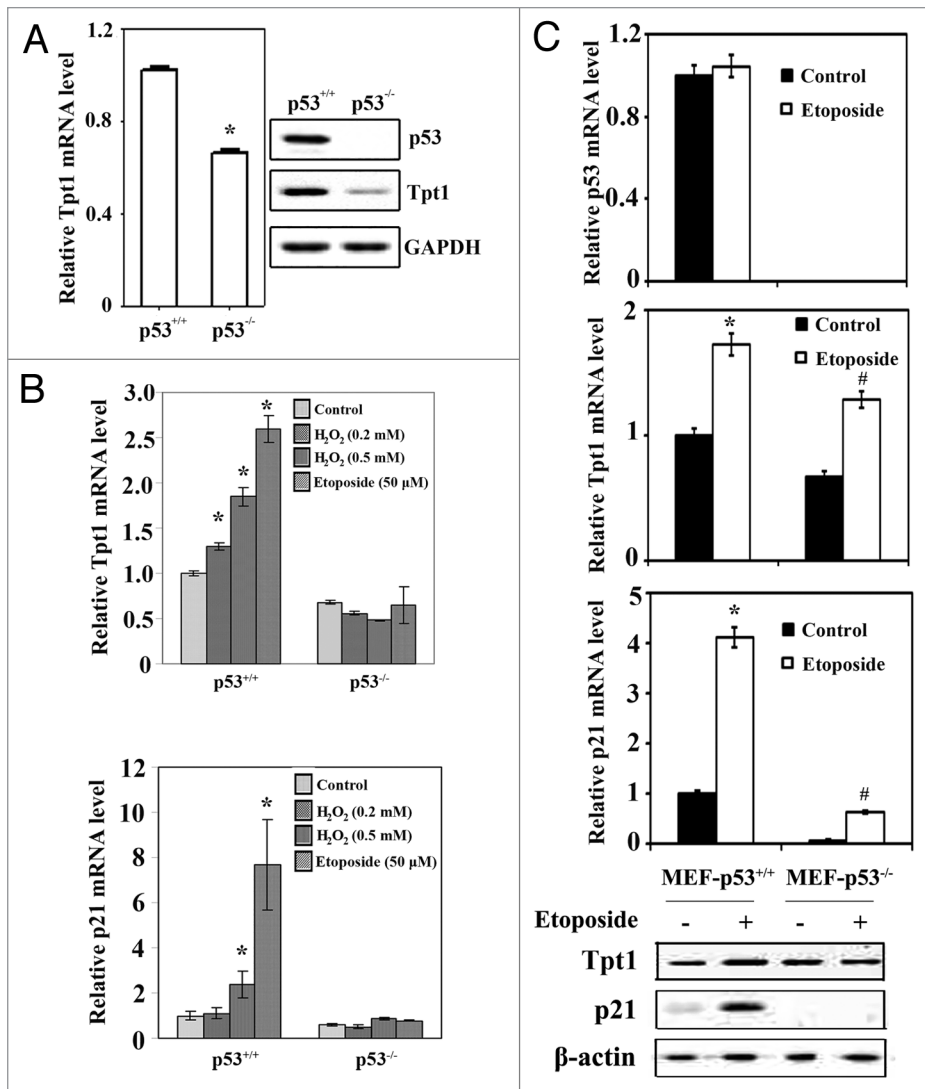 A
Relative Tpt1 mRNA level
1.2
0.8
0.4
0
*
p53+/+
p53-/-
p53+/+ p53-/-
p53
Tpt1
GAPDH
B
Relative Tpt1 mRNA level
3.0
2.5
2.0
1.5
1.0
0.5
0
* * *
Control
H2O2 (0.2 mM)
H2O2 (0.5 mM)
Etoposide (50 μM)
p53+/+
p53-/-
Relative p21 mRNA level
12
10
8
6
4
2
0
* *
Control
H2O2 (0.2 mM)
H2O2 (0.5 mM)
Etoposide (50 μM)
p53+/+
p53-/-
C
Relative p53 mRNA level
1.2
0.8
0.4
0
Control
Etoposide
Relative Tpt1 mRNA level
2
1
0
*
#
Control
Etoposide
Relative p21 mRNA level
5
4
3
2
1
0
*
#
Control
Etoposide
MEF-p53+/+ MEF-p53-/-
Etoposide - + - +
Tpt1
p21
β-actin